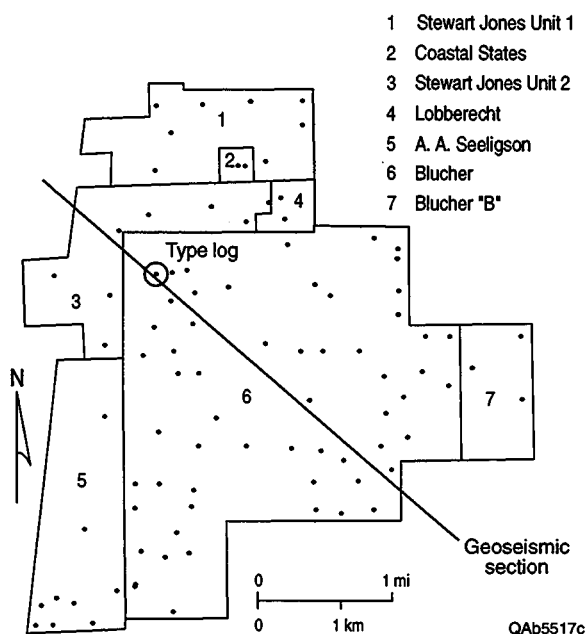 1 Stewart Jones Unit 1
2 Coastal States
3 Stewart Jones Unit 2
4 Lobberecht
5 A. A. Seeligson
6 Blucher
7 Blucher "B"
1
2
4
Type log
3
6
7
N
5
Geoseismic
section
0 1 mi
0 1 km
QAb5517c